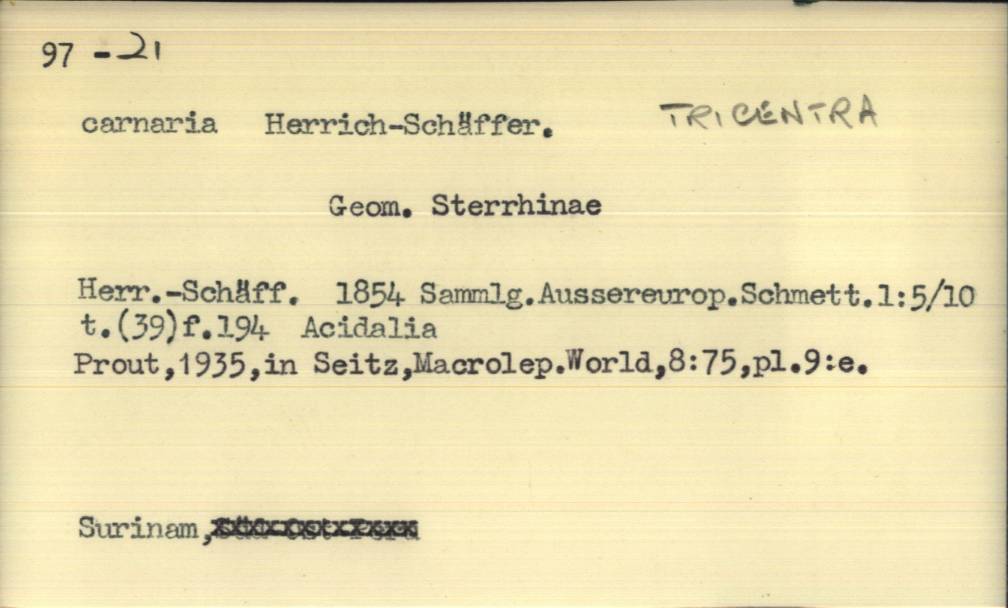 97 -21
carnaria Herrich-Schäffer. TRICENTRA
Geom. Sterrhinae
Herr.-Schäff. 1854 Sammlg.Aussereurop.Schmett.1:5/10
t.(39)f.194 Acidalia
Prout,1935,in Seitz,Macrolep.World,8:75,pl.9:e.
Surinam,